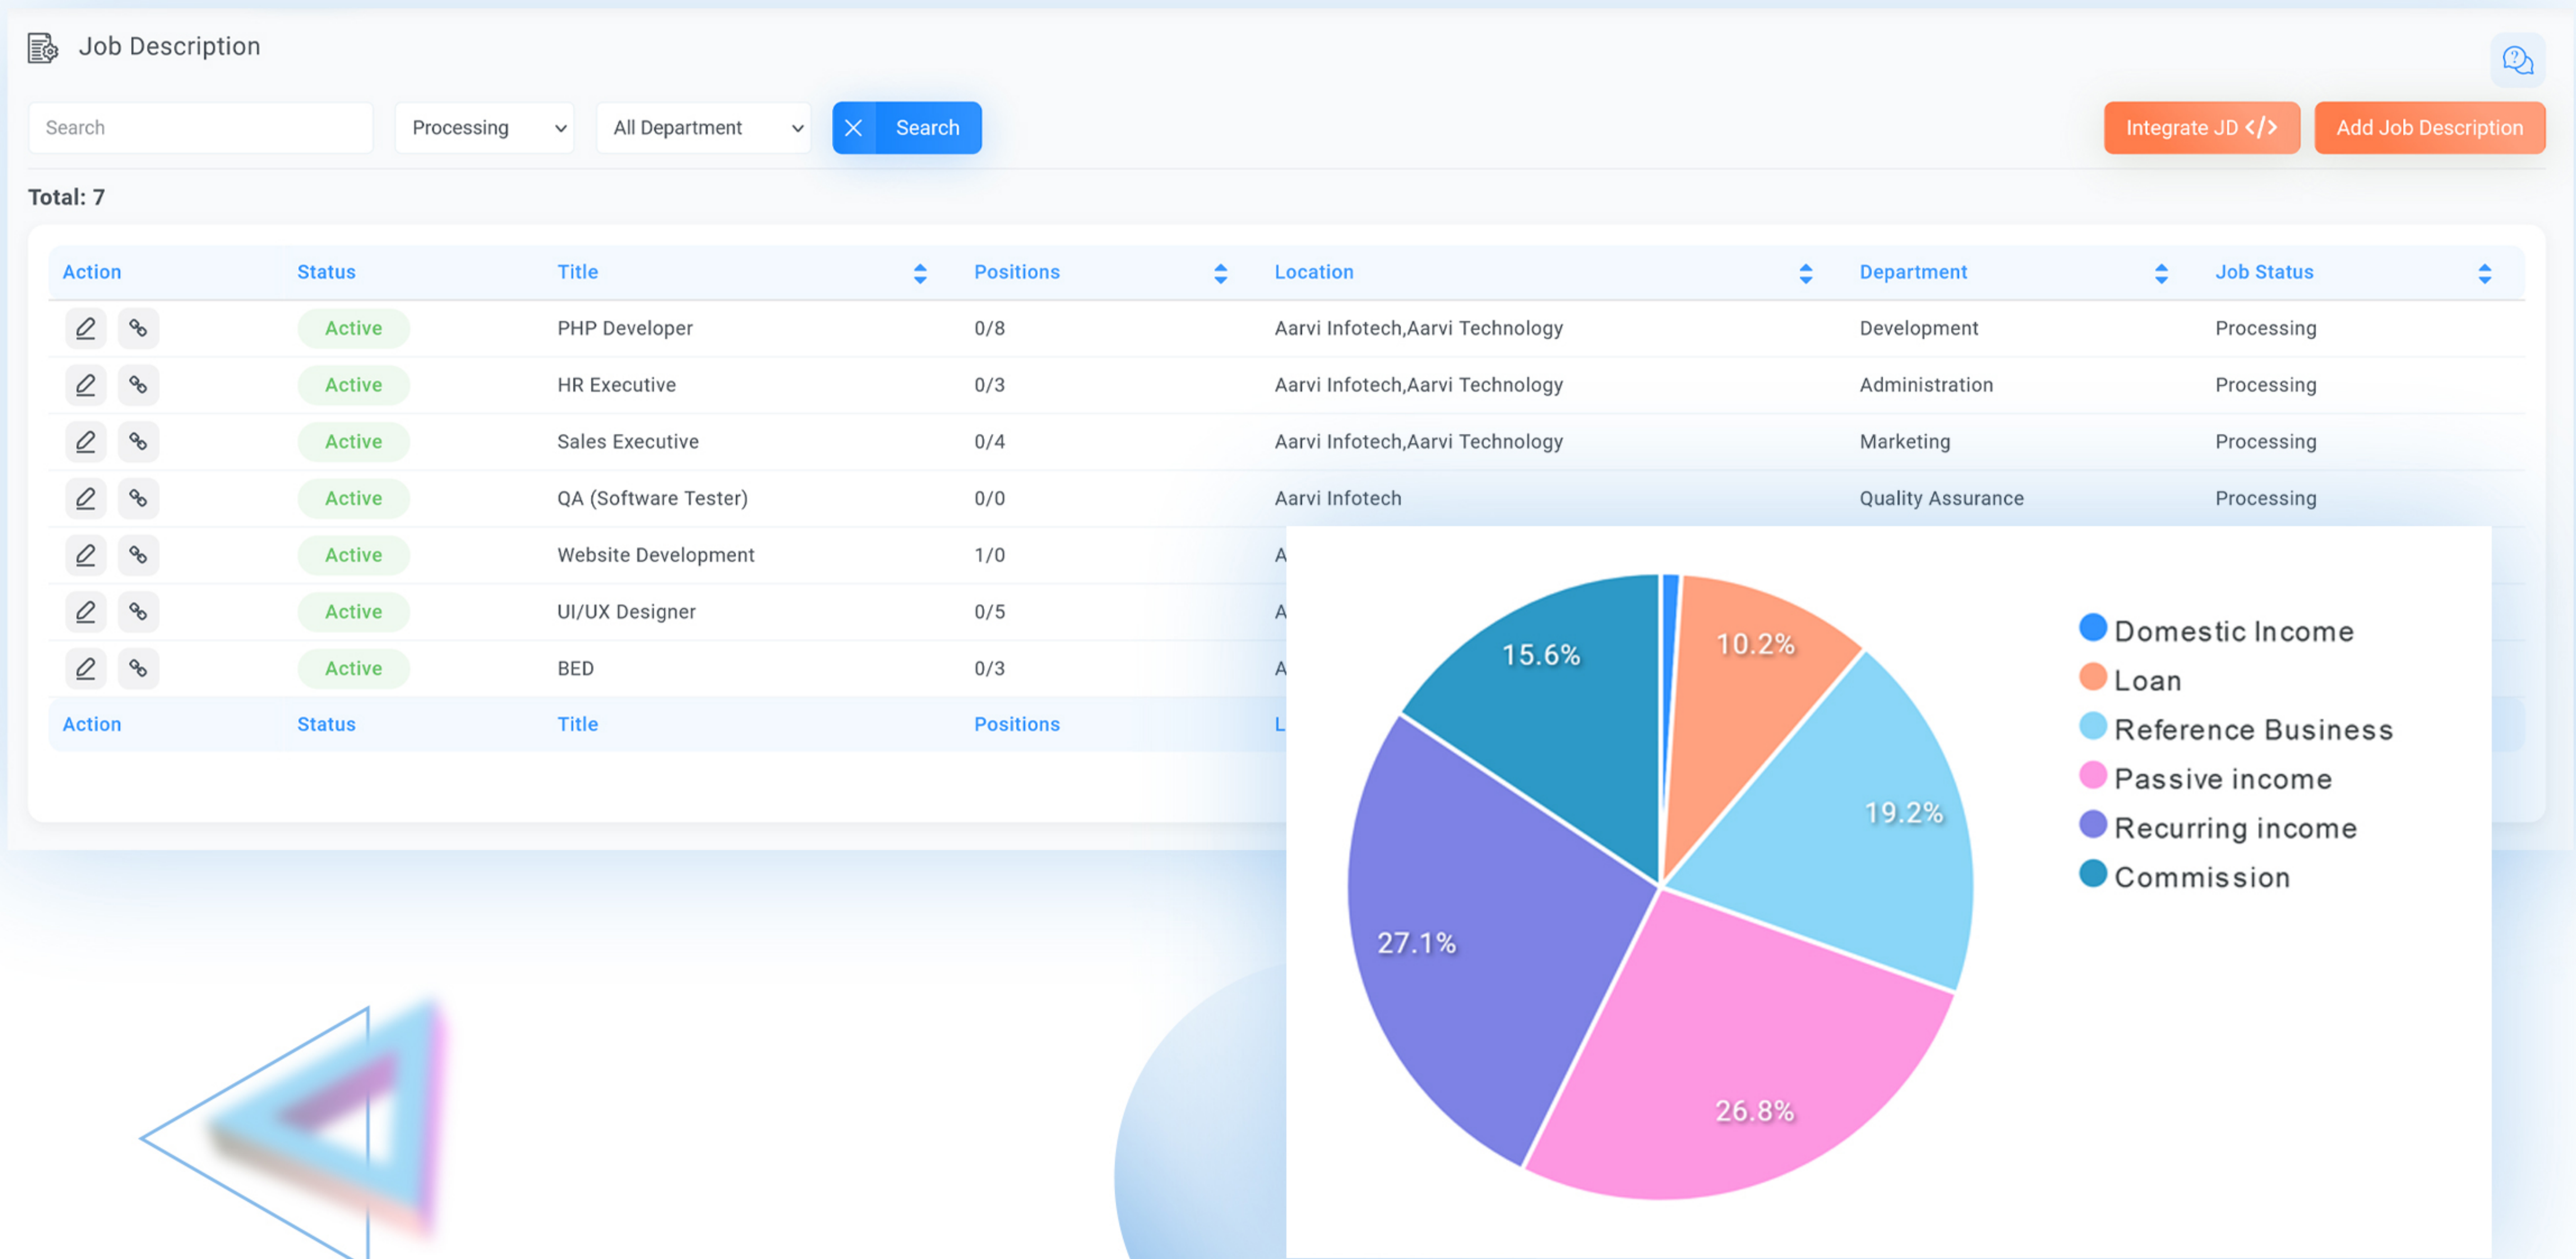 Job Description
Search Processing All Department Search Integrate JD </> Add Job Description
Total: 7
Action Status Title Positions Location Department Job Status
Active PHP Developer 0/8 Aarvi Infotech,Aarvi Technology Development Processing
Active HR Executive 0/3 Aarvi Infotech,Aarvi Technology Administration Processing
Active Sales Executive 0/4 Aarvi Infotech,Aarvi Technology Marketing Processing
Active QA (Software Tester) 0/0 Aarvi Infotech Quality Assurance Processing
Active Website Development 1/0 A
Active UI/UX Designer 0/5 A
Active BED 0/3 A
Action Status Title Positions L
15.6%
10.2%
19.2%
27.1%
26.8%
Domestic Income
Loan
Reference Business
Passive income
Recurring income
Commission